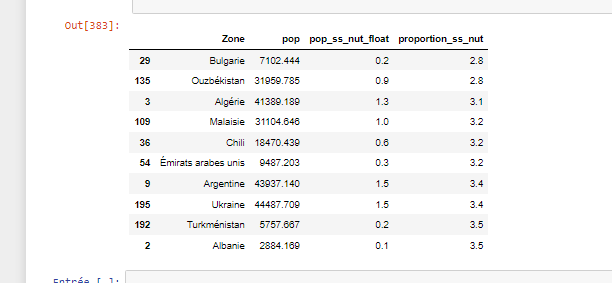 Out[383]:
Zone pop pop_ss_nut_float proportion_ss_nut
29 Bulgarie 7102.444 0.2 2.8
135 Ouzbékistan 31959.785 0.9 2.8
3 Algérie 41389.189 1.3 3.1
109 Malaisie 31104.646 1.0 3.2
36 Chili 18470.439 0.6 3.2
54 Émirats arabes unis 9487.203 0.3 3.2
9 Argentine 43937.140 1.5 3.4
195 Ukraine 44487.709 1.5 3.4
192 Turkménistan 5757.667 0.2 3.5
2 Albanie 2884.169 0.1 3.5
Entrée [ ]: